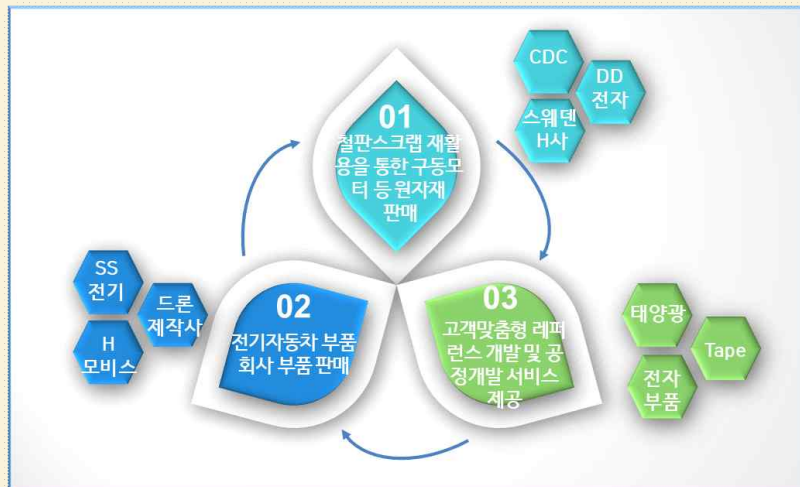 01
철판스크랩 재활
용을 통한 구동모
터 등 원자재
판매
CDC
DD
전자
스웨덴
H사
02
전기자동차 부품
회사 부품 판매
SS
전기
드론
제작사
H
모비스
03
고객맞춤형 레퍼
런스 개발 및 공
정개발 서비스
제공
태양광
Tape
전자
부품